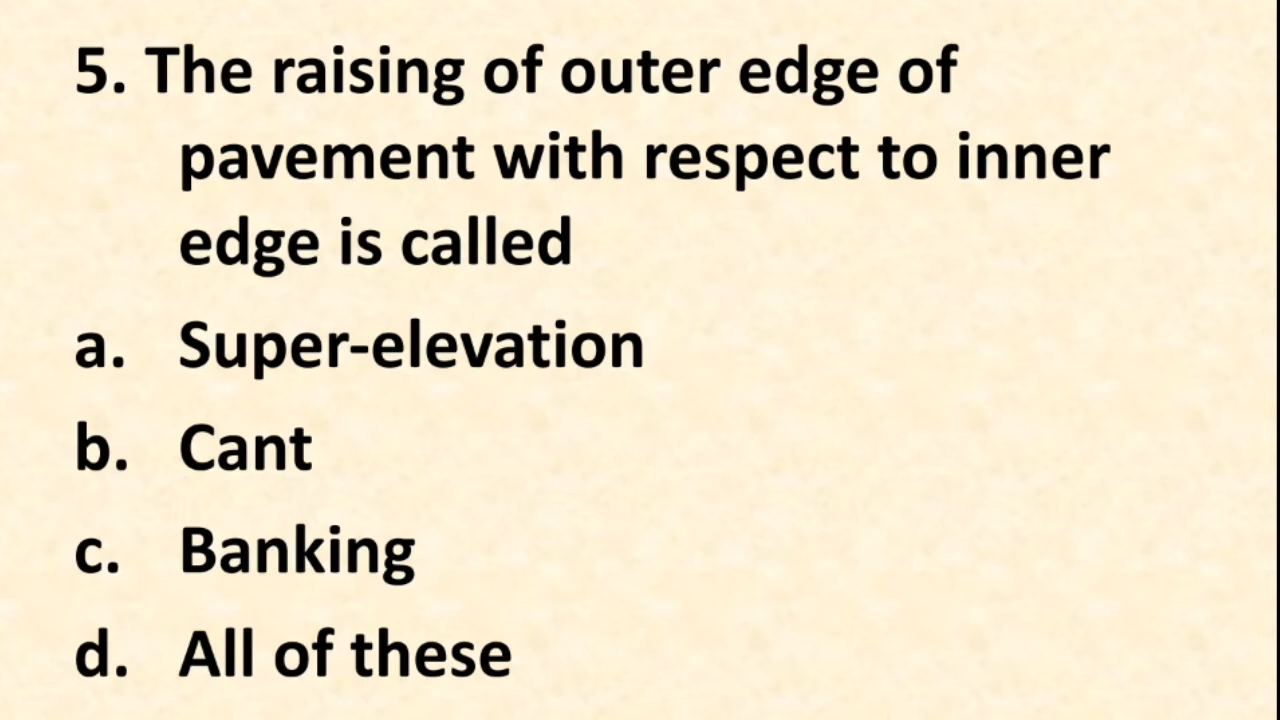 5. The raising of outer edge of
pavement with respect to inner
edge is called
a. Super-elevation
b. Cant
c. Banking
d. All of these